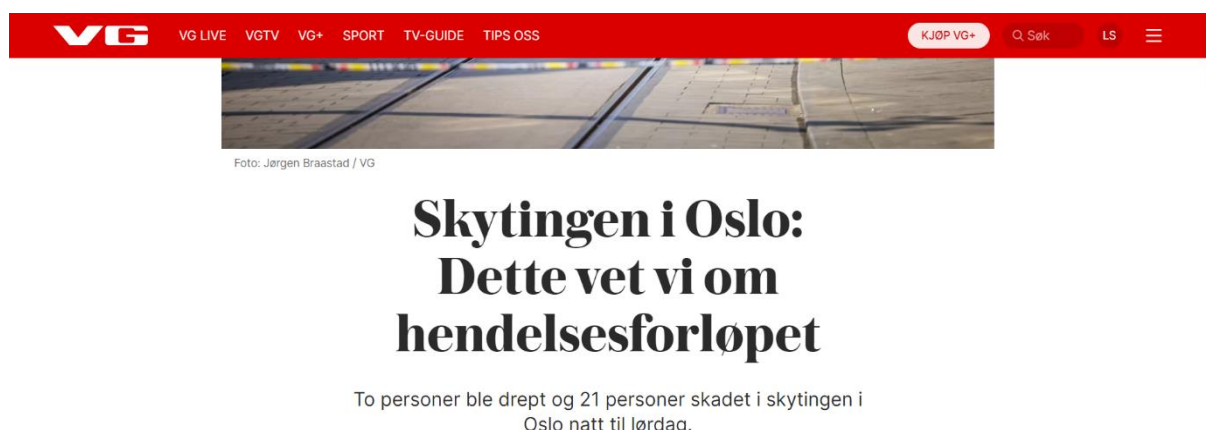 VG VG LIVE VGTV VG+ SPORT TV-GUIDE TIPS OSS KJØP VG+ Søk LS
Foto: Jørgen Braastad / VG
Skytingen i Oslo:
Dette vet vi om
hendelsesforløpet
To personer ble drept og 21 personer skadet i skytingen i
Oslo natt til lørdag.